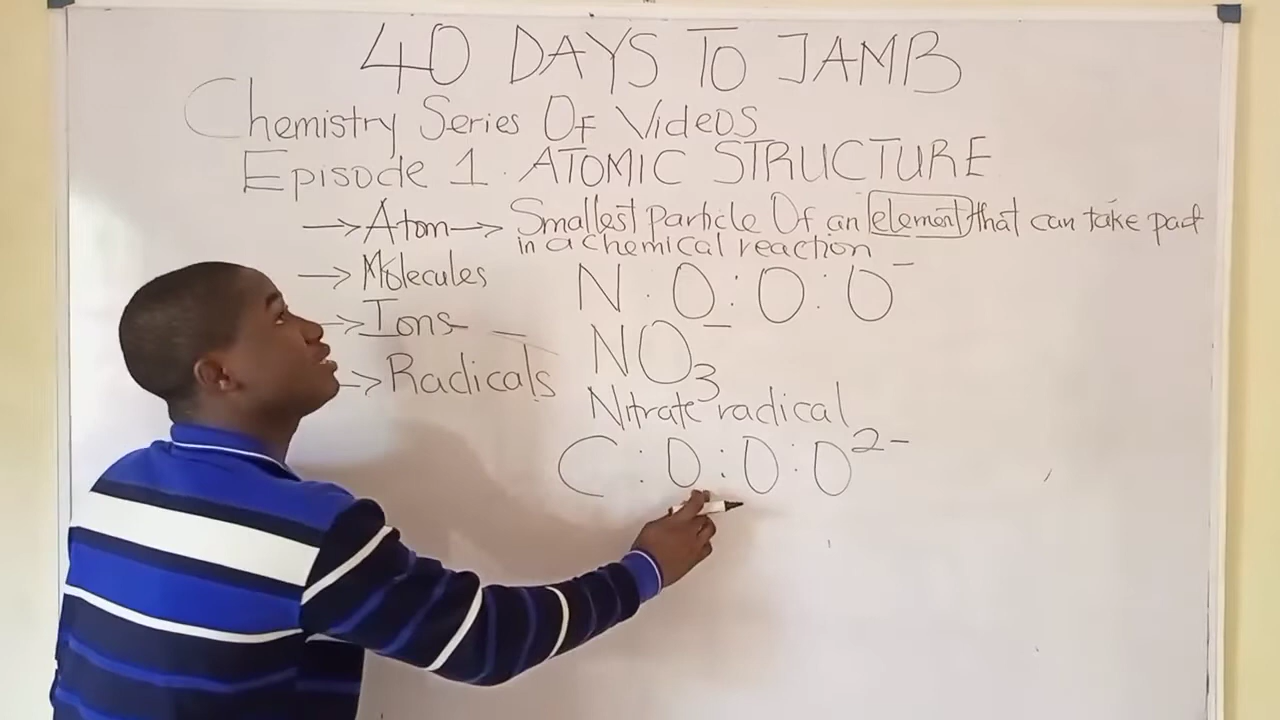 40 DAYS TO JAMB
Chemistry Series Of Videos
Episode 1. ATOMIC STRUCTURE
→ Atom → Smallest particle Of an element that can take part
in a chemical reaction
→ Molecules
→ Ions
→ Radicals
N : O : O : O⁻
NO₃⁻
Nitrate radical
C : O : O : O²⁻